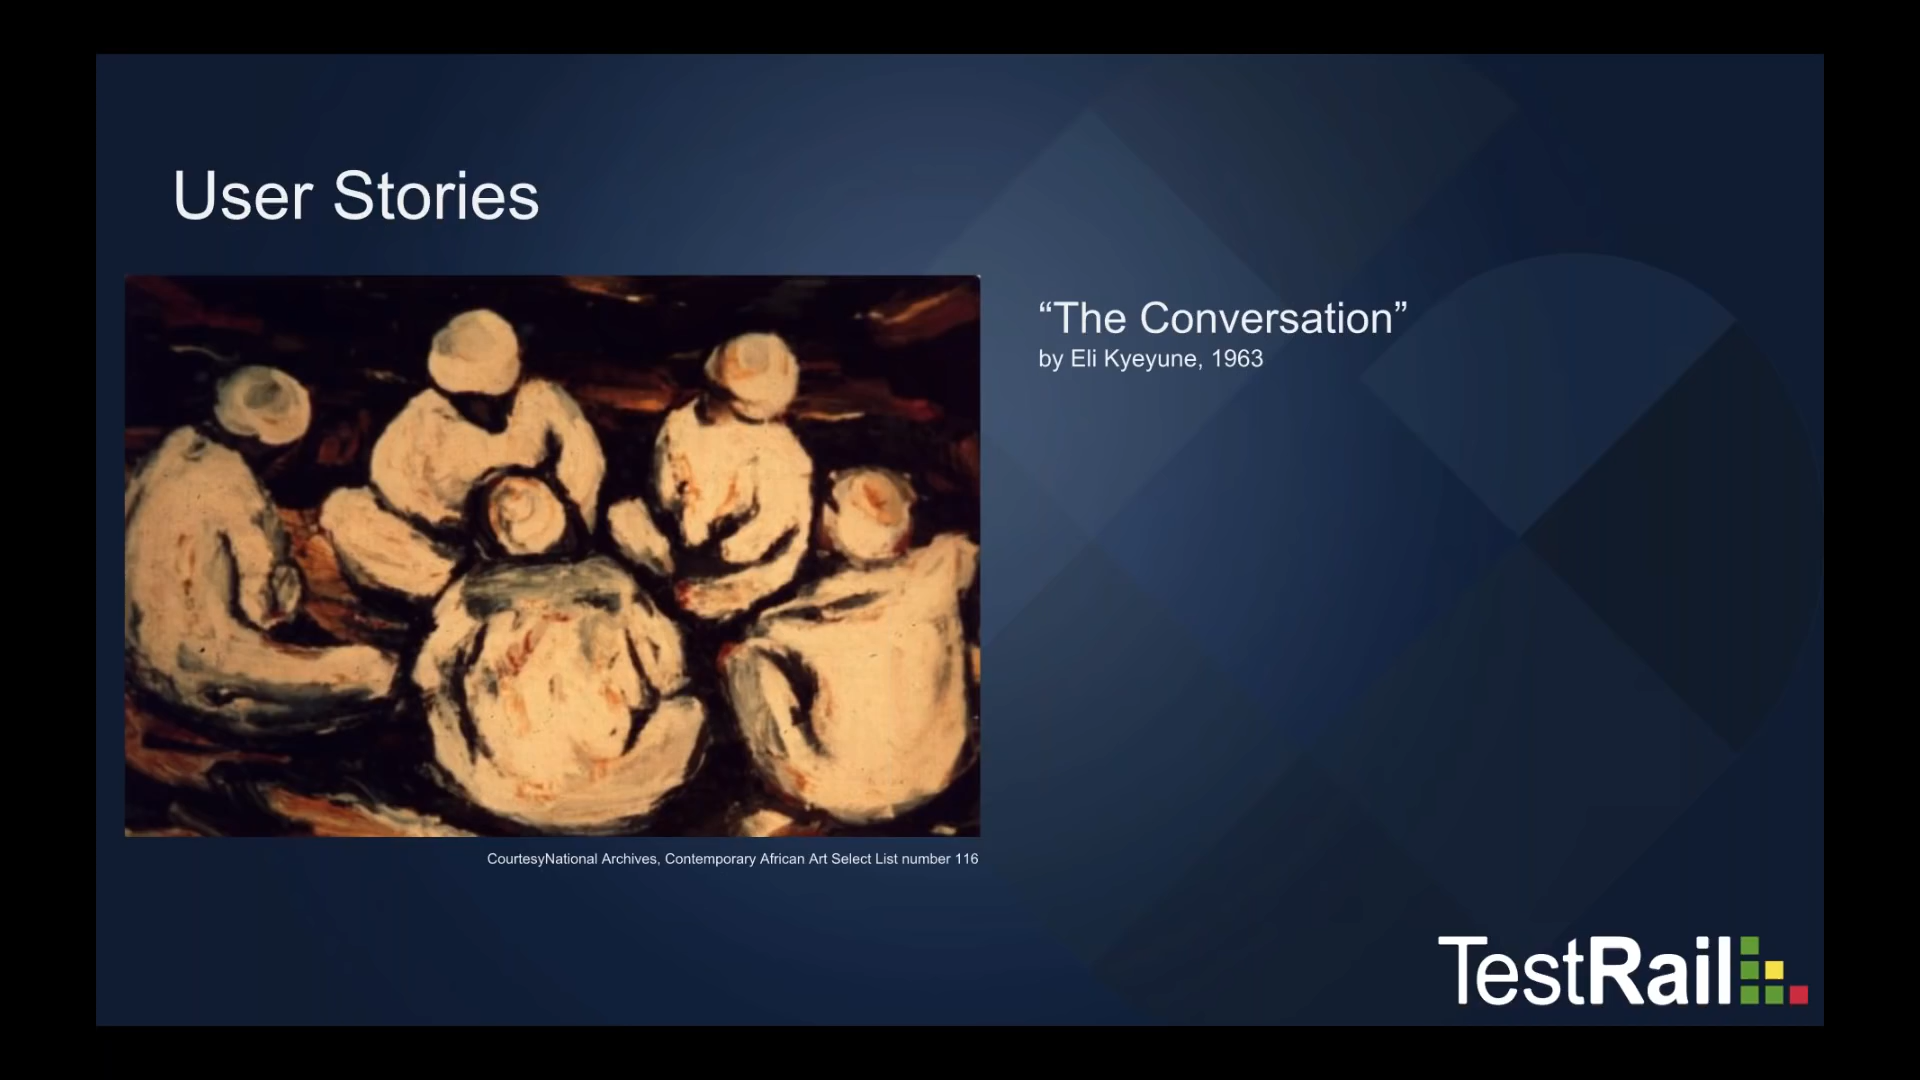 User Stories
“The Conversation”
by Eli Kyeyune, 1963
CourtesyNational Archives, Contemporary African Art Select List number 116
TestRail